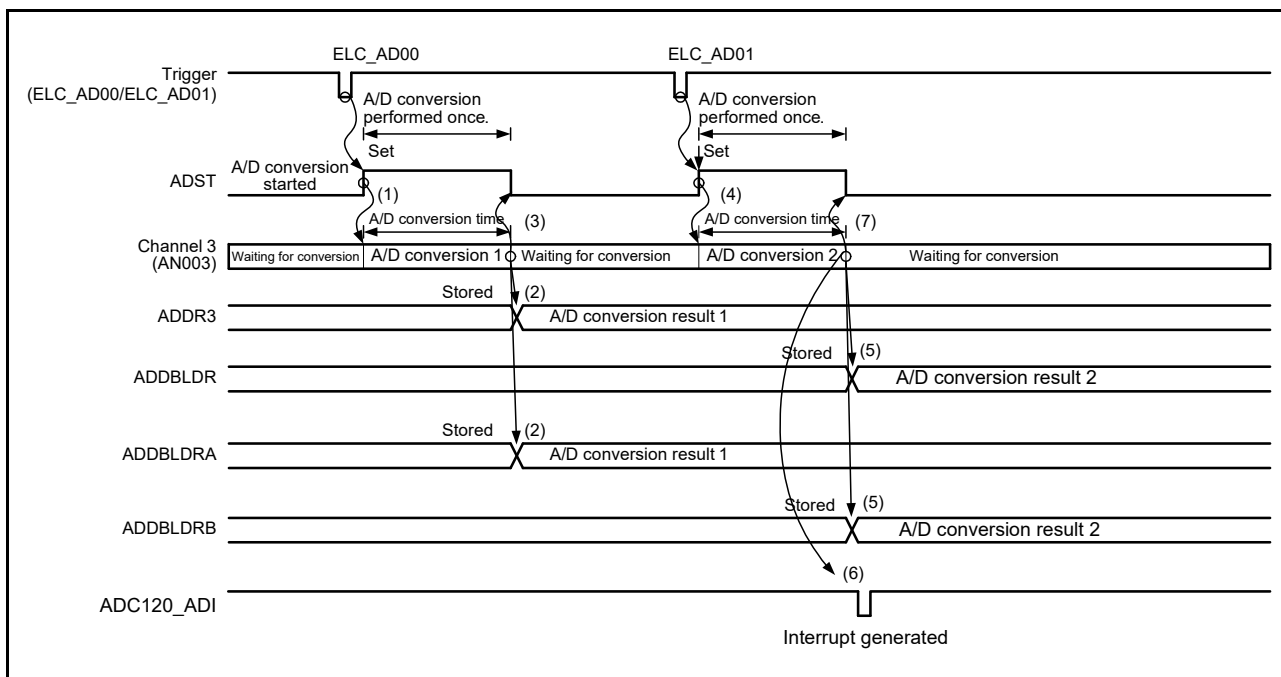 ELC_AD00
ELC_AD01
Trigger
(ELC_AD00/ELC_AD01)
A/D conversion
performed once.
A/D conversion
performed once.
Set
Set
ADST
A/D conversion
started
(1)
(4)
A/D conversion time
(3)
A/D conversion time
(7)
Channel 3
(AN003)
Waiting for conversion
A/D conversion 1
Waiting for conversion
A/D conversion 2
Waiting for conversion
Stored
(2)
ADDR3
A/D conversion result 1
Stored
(5)
ADDBLDR
A/D conversion result 2
Stored
(2)
ADDBLDRA
A/D conversion result 1
Stored
(5)
ADDBLDRB
A/D conversion result 2
(6)
ADC120_ADI
Interrupt generated